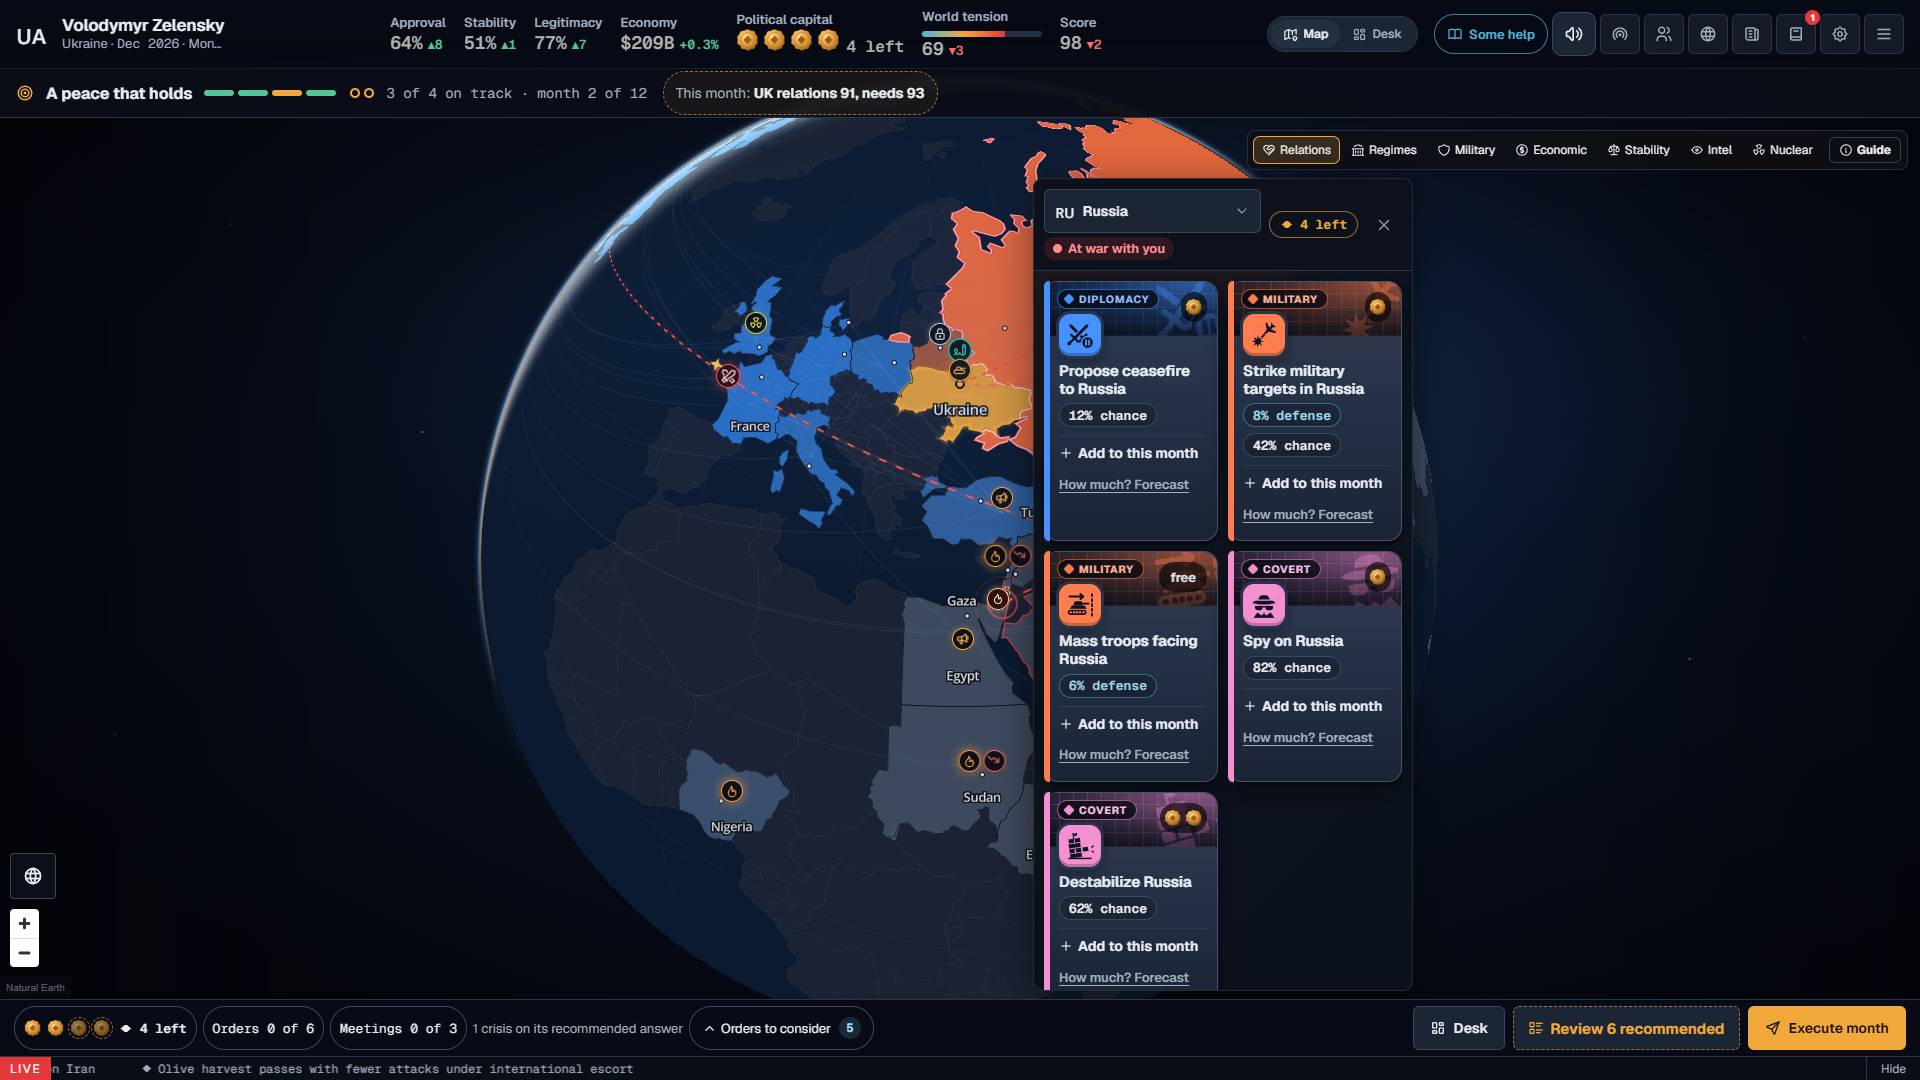 UA
Volodymyr Zelensky
Ukraine · Dec 2026 · Mon...
Approval
64% ▲8
Stability
51% ▲1
Legitimacy
77% ▲7
Economy
$209B +0.3%
Political capital
4 left
World tension
69 ▼3
Score
98 ▼2
Map
Desk
Some help
1
A peace that holds
3 of 4 on track · month 2 of 12
This month: UK relations 91, needs 93
Relations
Regimes
Military
Economic
Stability
Intel
Nuclear
Guide
RU Russia
4 left
At war with you
DIPLOMACY
Propose ceasefire
to Russia
12% chance
+ Add to this month
How much? Forecast
MILITARY
Strike military
targets in Russia
8% defense
42% chance
+ Add to this month
How much? Forecast
MILITARY
free
Mass troops facing
Russia
6% defense
+ Add to this month
How much? Forecast
COVERT
Spy on Russia
82% chance
+ Add to this month
How much? Forecast
COVERT
Destabilize Russia
62% chance
+ Add to this month
How much? Forecast
Ukraine
France
Tu
Gaza
Egypt
Sudan
Nigeria
E
+
−
Natural Earth
4 left
Orders 0 of 6
Meetings 0 of 3
1 crisis on its recommended answer
Orders to consider 5
Desk
Review 6 recommended
Execute month
LIVE
n Iran
◆ Olive harvest passes with fewer attacks under international escort
Hide